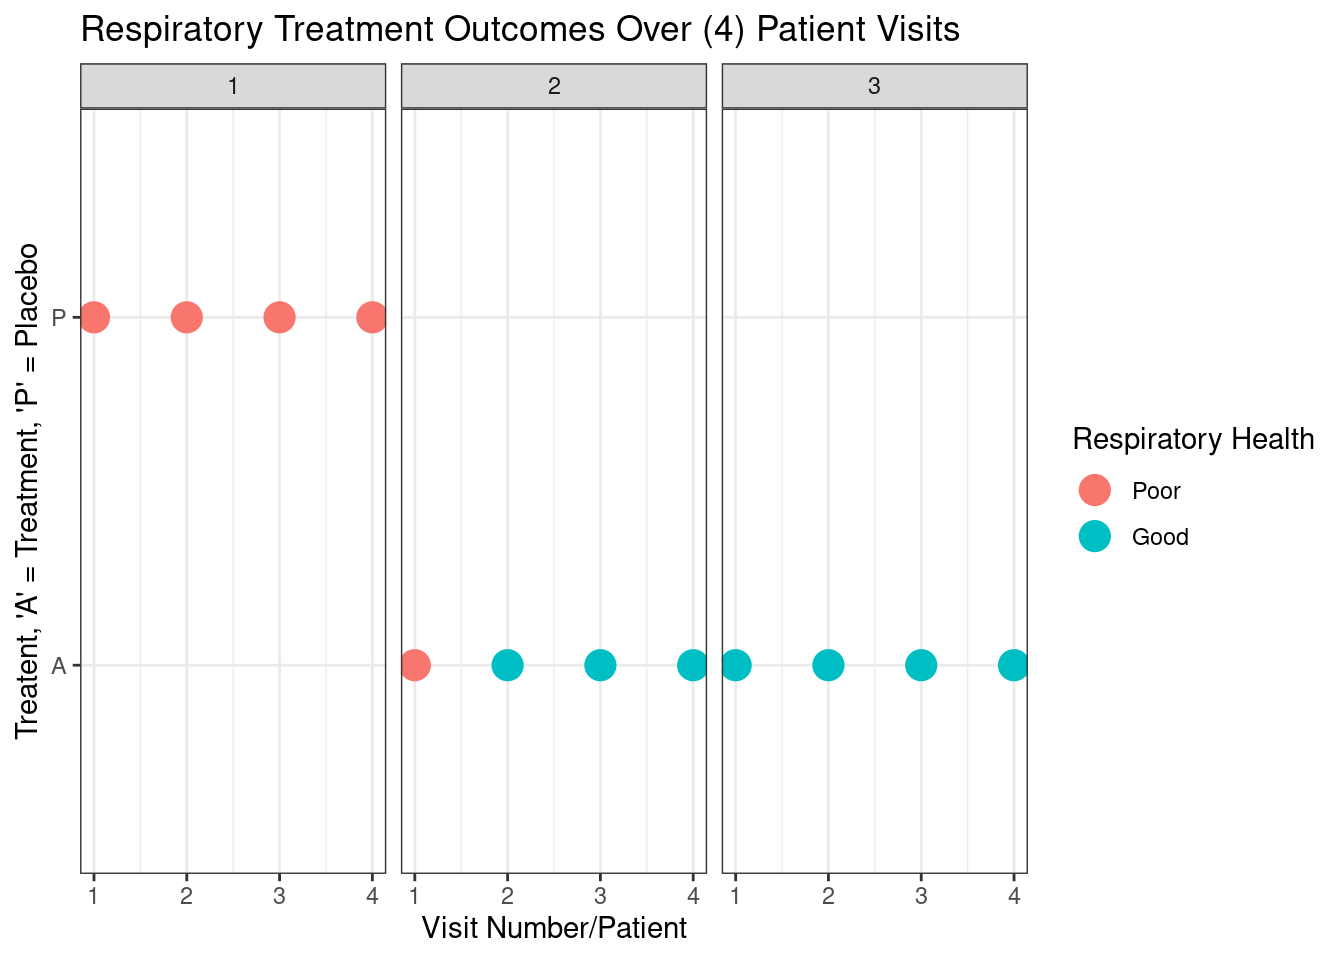 Respiratory Treatment Outcomes Over (4) Patient Visits
1 2 3
Treatent, 'A' = Treatment, 'P' = Placebo
P
A
1 2 3 4 1 2 3 4 1 2 3 4
Visit Number/Patient
Respiratory Health
Poor
Good